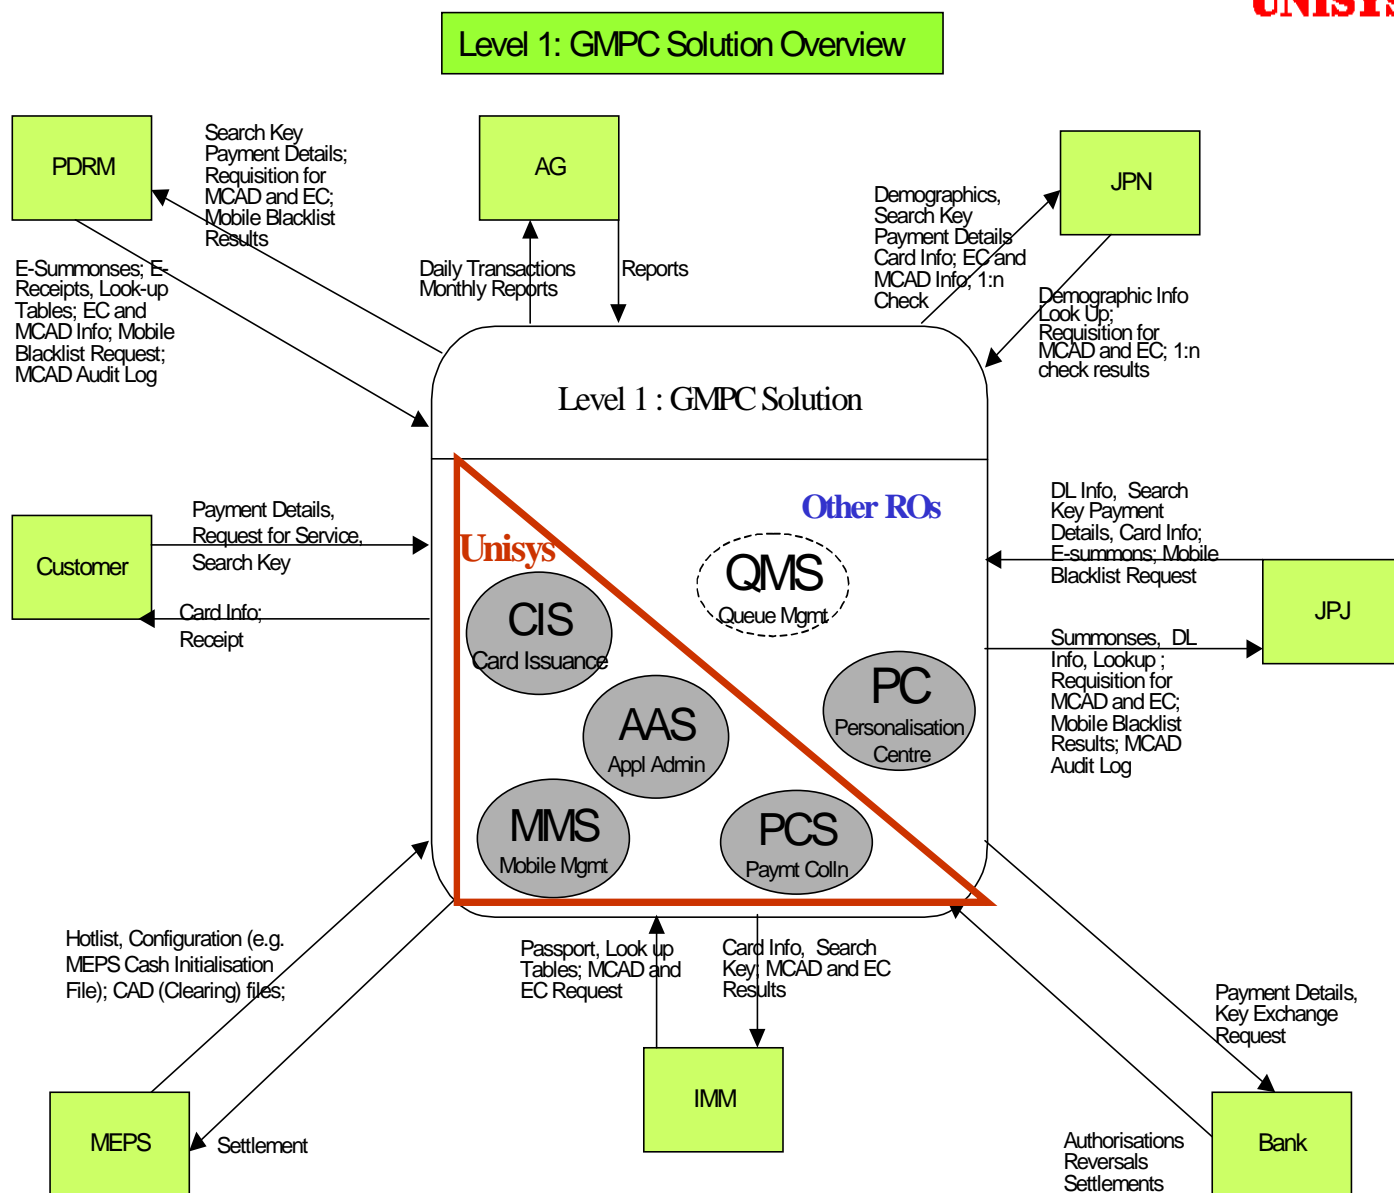 UNISYS
Level 1: GMPC Solution Overview
PDRM
Search Key
Payment Details;
Requisition for
MCAD and EC;
Mobile Blacklist
Results
AG
JPN
Demographics,
Search Key
Payment Details
Card Info; EC and
MCAD Info; 1:n
Check
E-Summonses; E-
Receipts, Look-up
Tables; EC and
MCAD Info; Mobile
Blacklist Request;
MCAD Audit Log
Daily Transactions
Monthly Reports
Reports
Demographic Info
Look Up;
Requisition for
MCAD and EC; 1:n
check results
Level 1 : GMPC Solution
Customer
Payment Details,
Request for Service,
Search Key
Card Info;
Receipt
Unisys
Other ROs
QMS
Queue Mgmt
CIS
Card Issuance
AAS
Appl Admin
PC
Personalisation
Centre
MMS
Mobile Mgmt
PCS
Paymt Colln
DL Info, Search
Key Payment
Details, Card Info;
E-summons; Mobile
Blacklist Request
JPJ
Summonses, DL
Info, Lookup ;
Requisition for
MCAD and EC;
Mobile Blacklist
Results; MCAD
Audit Log
Hotlist, Configuration (e.g.
MEPS Cash Initialisation
File); CAD (Clearing) files;
Passport, Look up
Tables; MCAD and
EC Request
Card Info, Search
Key; MCAD and EC
Results
Payment Details,
Key Exchange
Request
MEPS
Settlement
IMM
Authorisations
Reversals
Settlements
Bank